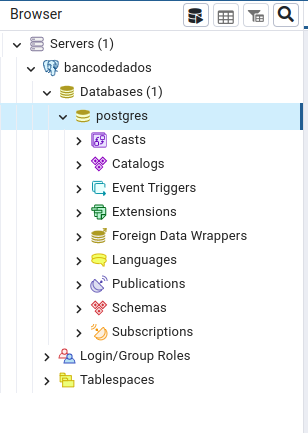 Browser
Servers (1)
bancodedados
Databases (1)
postgres
Casts
Catalogs
Event Triggers
Extensions
Foreign Data Wrappers
Languages
Publications
Schemas
Subscriptions
Login/Group Roles
Tablespaces